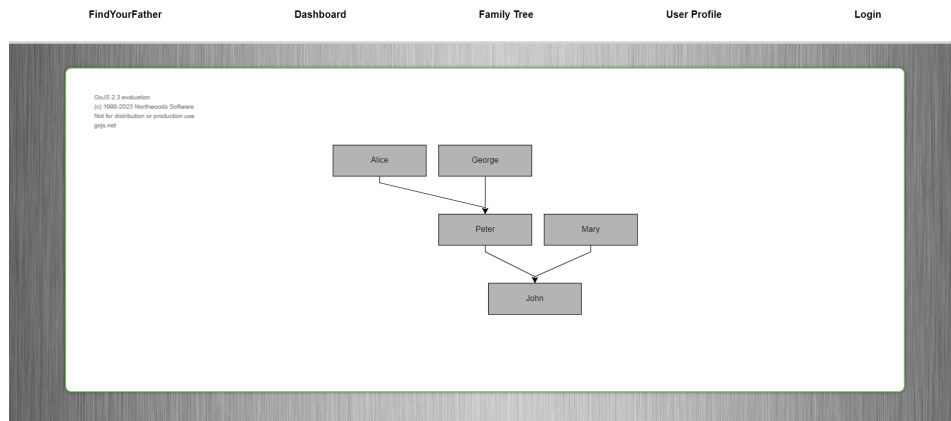 FindYourFather Dashboard Family Tree User Profile Login
GoJS 2.3 evaluation
(c) 1998-2023 Northwoods Software
Not for distribution or production use
gojs.net
Alice George
Peter Mary
John